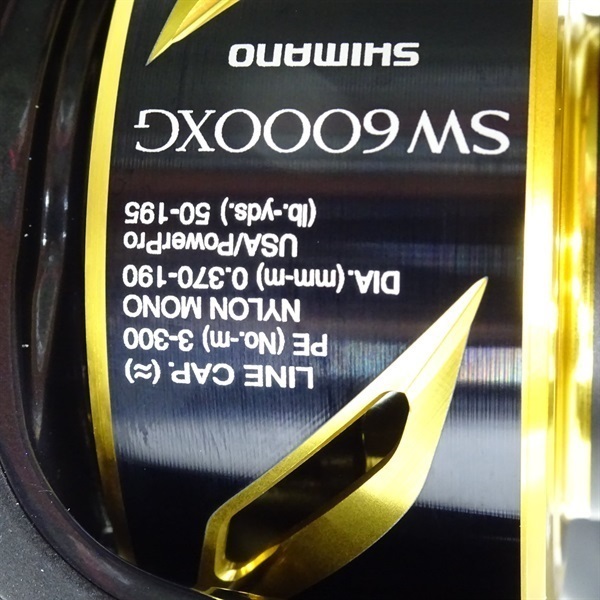 LINE CAP. (≈)
PE (No.-m) 3-300
NYLON MONO
DIA.(mm-m) 0.370-190
USA/PowerPro
(lb.-yds.) 50-195
SW6000XG
SHIMANO